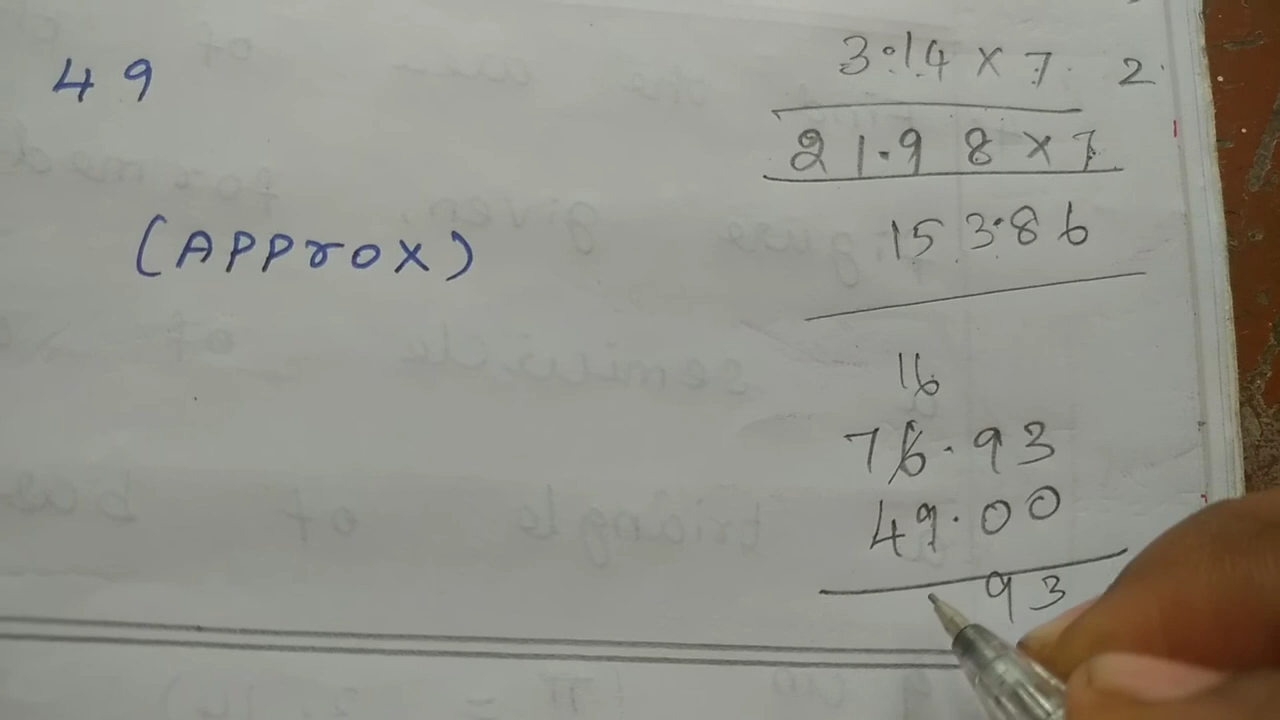 49
(Approx)
3.14 × 7 2
21.98 × 7
153.86
16
76.93
49.00
93